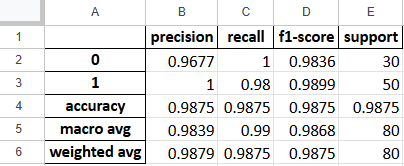 A B C D E
1 precision recall f1-score support
2 0 0.9677 1 0.9836 30
3 1 1 0.98 0.9899 50
4 accuracy 0.9875 0.9875 0.9875 0.9875
5 macro avg 0.9839 0.99 0.9868 80
6 weighted avg 0.9879 0.9875 0.9875 80